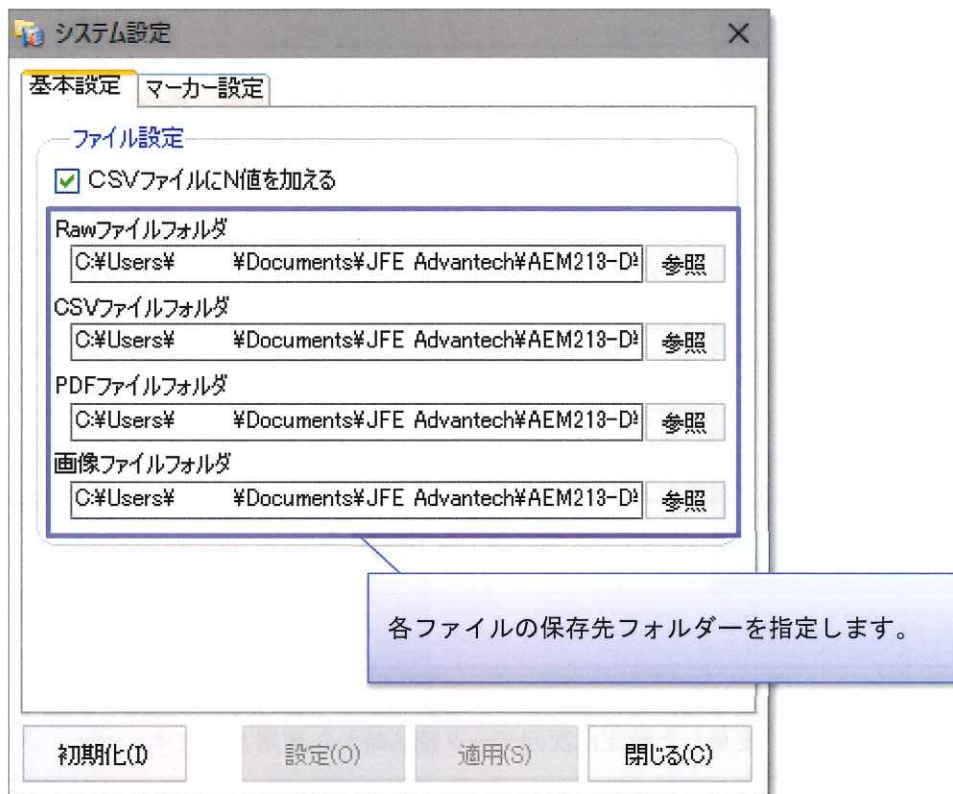 システム設定
基本設定 マーカー設定
ファイル設定
CSVファイルにN値を加える
Rawファイルフォルダ
C:¥Users¥ ¥Documents¥JFE Advantech¥AEM213-D¥ 参照
CSVファイルフォルダ
C:¥Users¥ ¥Documents¥JFE Advantech¥AEM213-D¥ 参照
PDFファイルフォルダ
C:¥Users¥ ¥Documents¥JFE Advantech¥AEM213-D¥ 参照
画像ファイルフォルダ
C:¥Users¥ ¥Documents¥JFE Advantech¥AEM213-D¥ 参照
各ファイルの保存先フォルダーを指定します。
初期化(I) 設定(O) 適用(S) 閉じる(C)